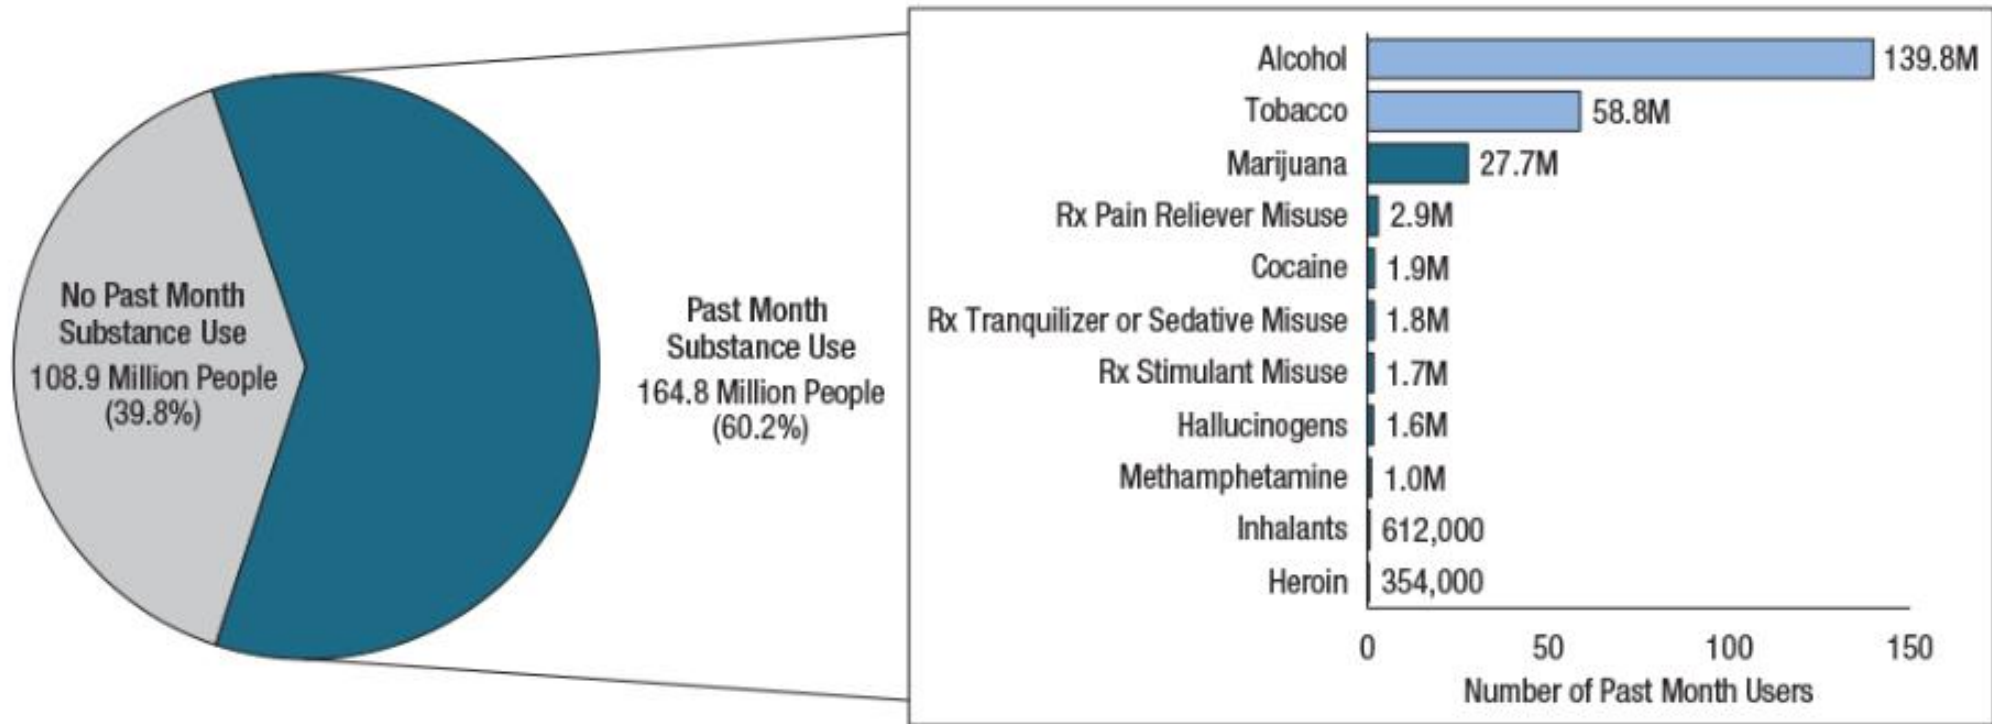 No Past Month
Substance Use
108.9 Million People
(39.8%)
Past Month
Substance Use
164.8 Million People
(60.2%)
Alcohol 139.8M
Tobacco 58.8M
Marijuana 27.7M
Rx Pain Reliever Misuse 2.9M
Cocaine 1.9M
Rx Tranquilizer or Sedative Misuse 1.8M
Rx Stimulant Misuse 1.7M
Hallucinogens 1.6M
Methamphetamine 1.0M
Inhalants 612,000
Heroin 354,000
0 50 100 150
Number of Past Month Users